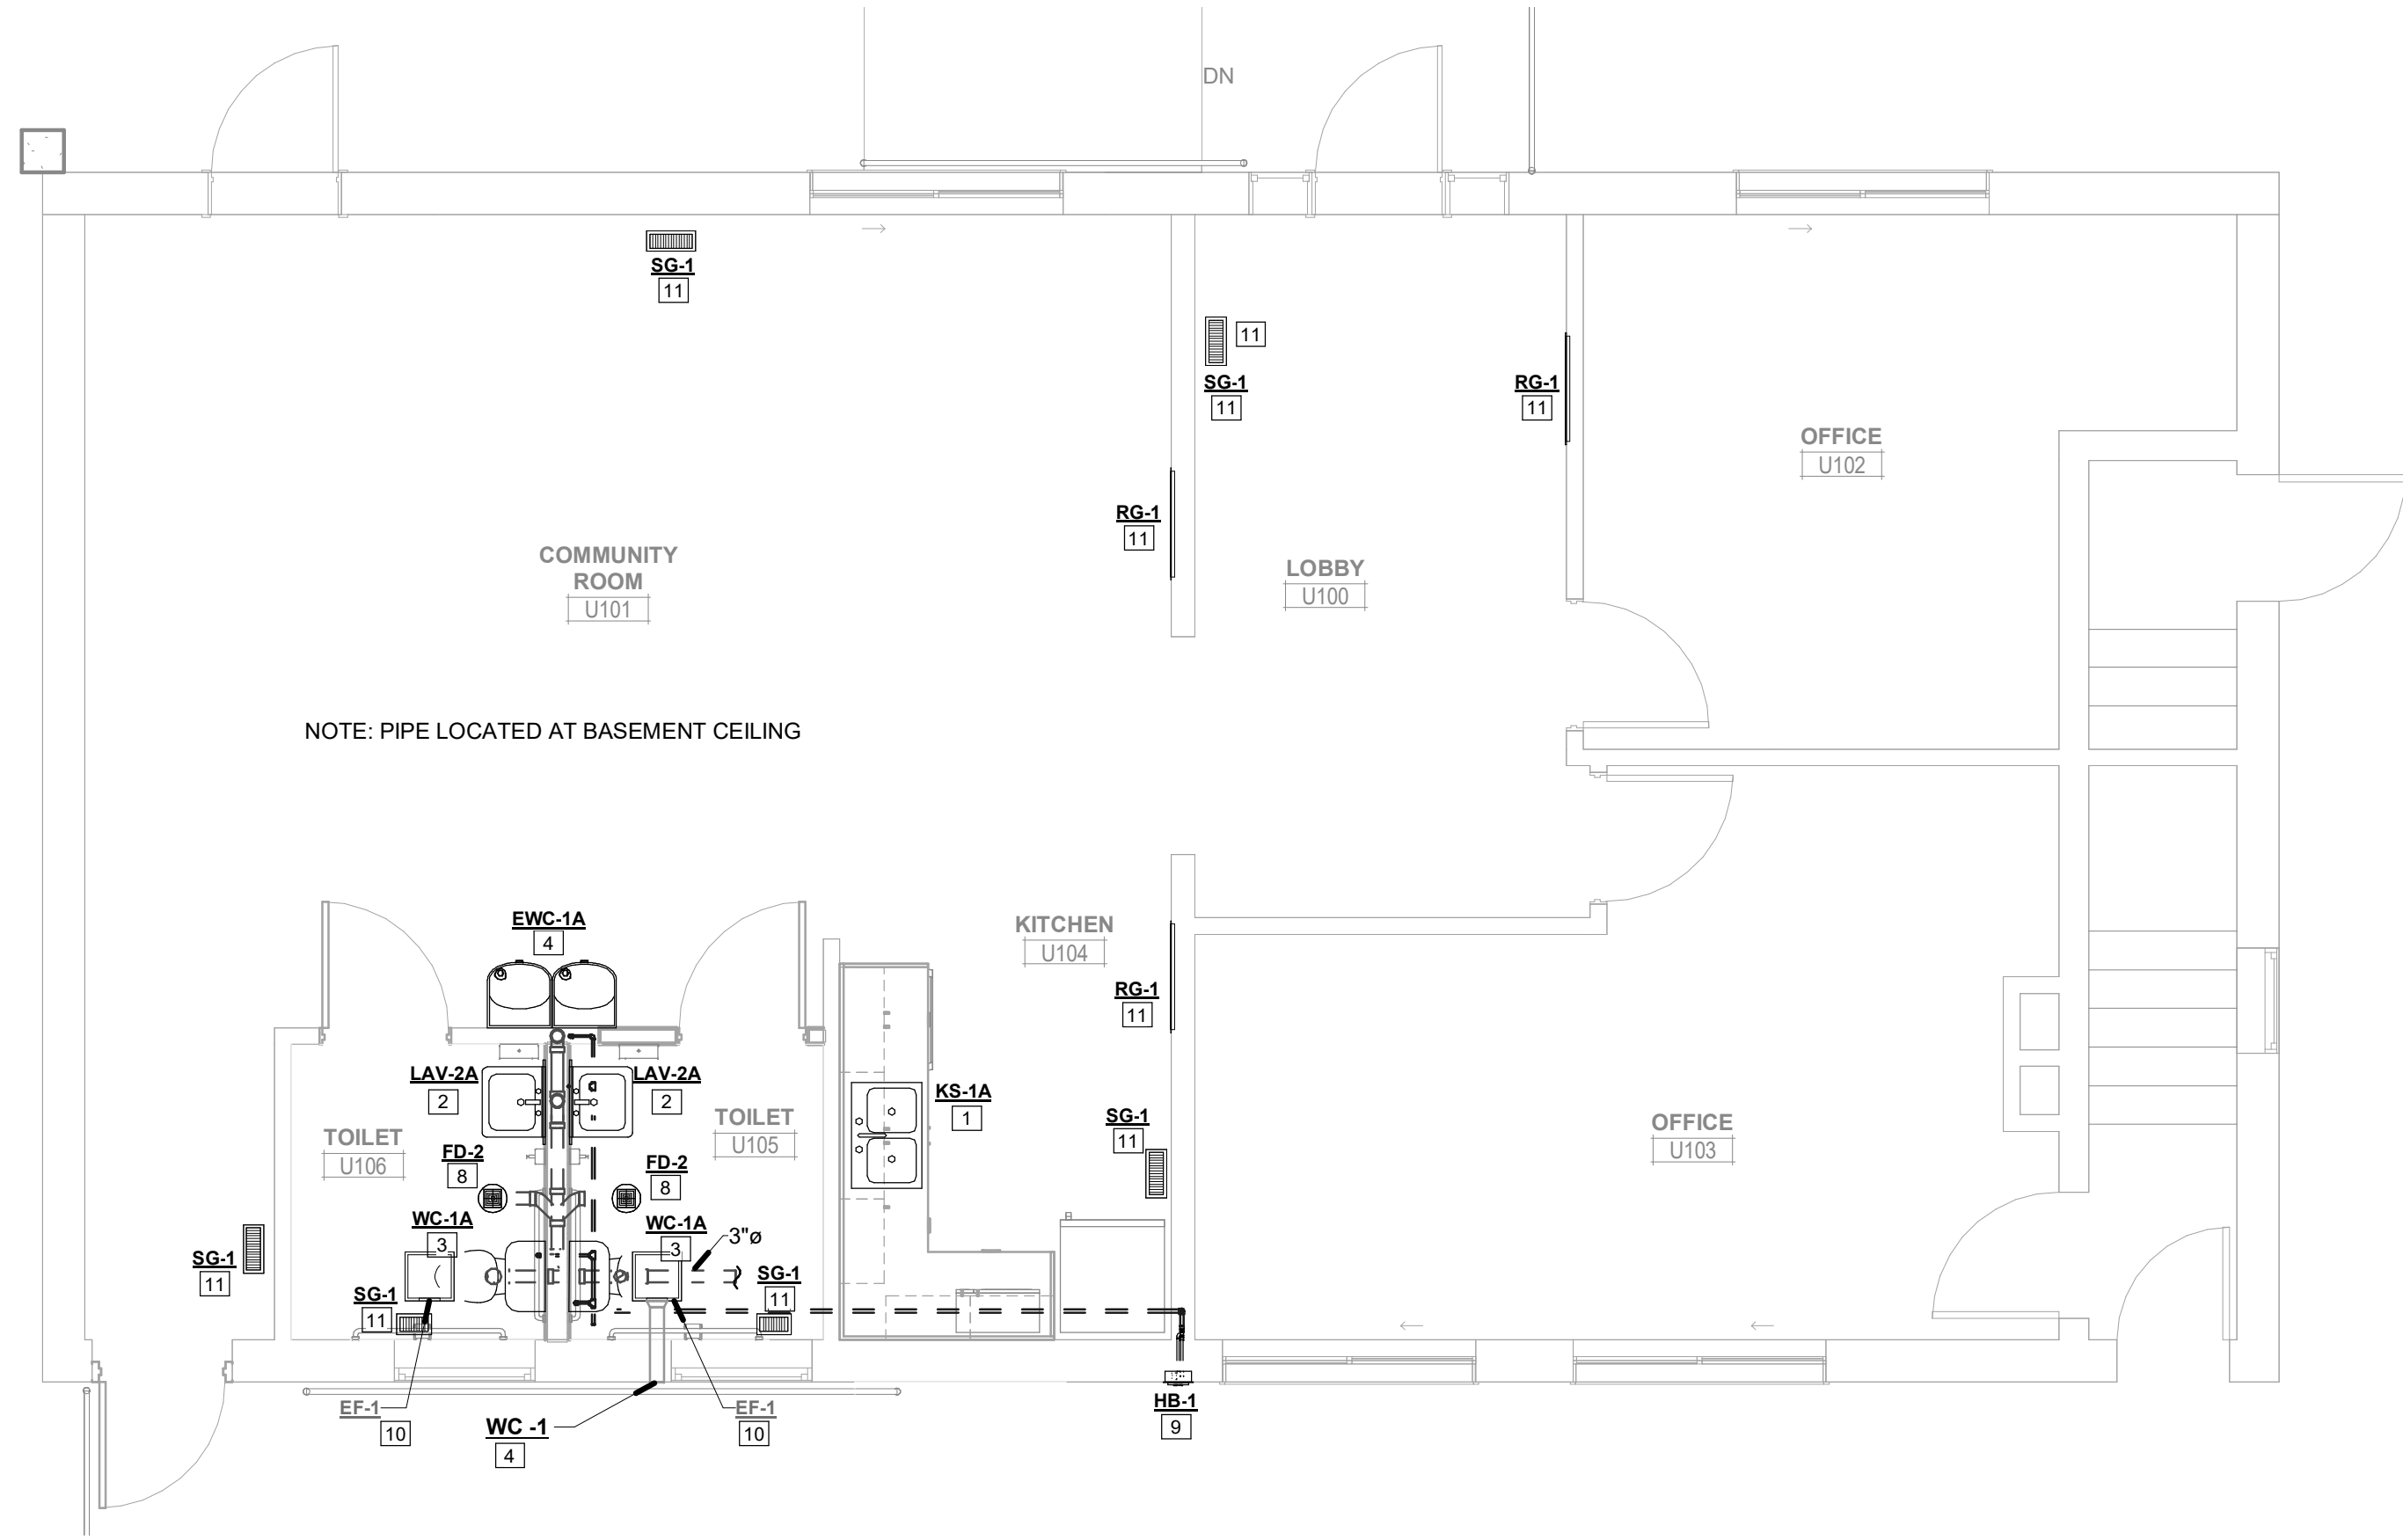 DN
SG-1
11
11
SG-1
11
RG-1
11
OFFICE
U102
RG-1
11
COMMUNITY
ROOM
U101
LOBBY
U100
NOTE: PIPE LOCATED AT BASEMENT CEILING
EWC-1A
4
KITCHEN
U104
RG-1
11
LAV-2A
2
LAV-2A
2
KS-1A
1
TOILET
U106
TOILET
U105
SG-1
11
OFFICE
U103
FD-2
8
FD-2
8
WC-1A
3
WC-1A
3
3"ø
SG-1
11
SG-1
11
SG-1
11
EF-1
10
WC -1
4
EF-1
10
HB-1
9